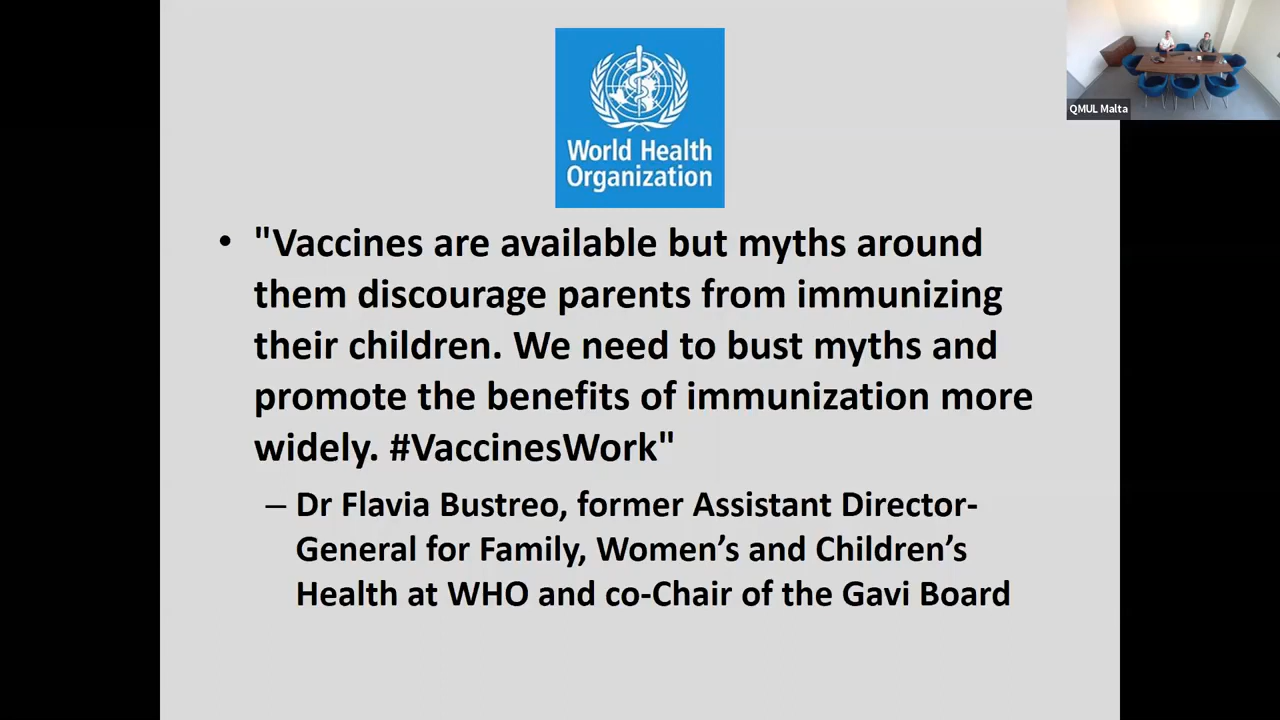 QMUL Malta
World Health
Organization
• "Vaccines are available but myths around
them discourage parents from immunizing
their children. We need to bust myths and
promote the benefits of immunization more
widely. #VaccinesWork"
– Dr Flavia Bustreo, former Assistant Director-
General for Family, Women’s and Children’s
Health at WHO and co-Chair of the Gavi Board